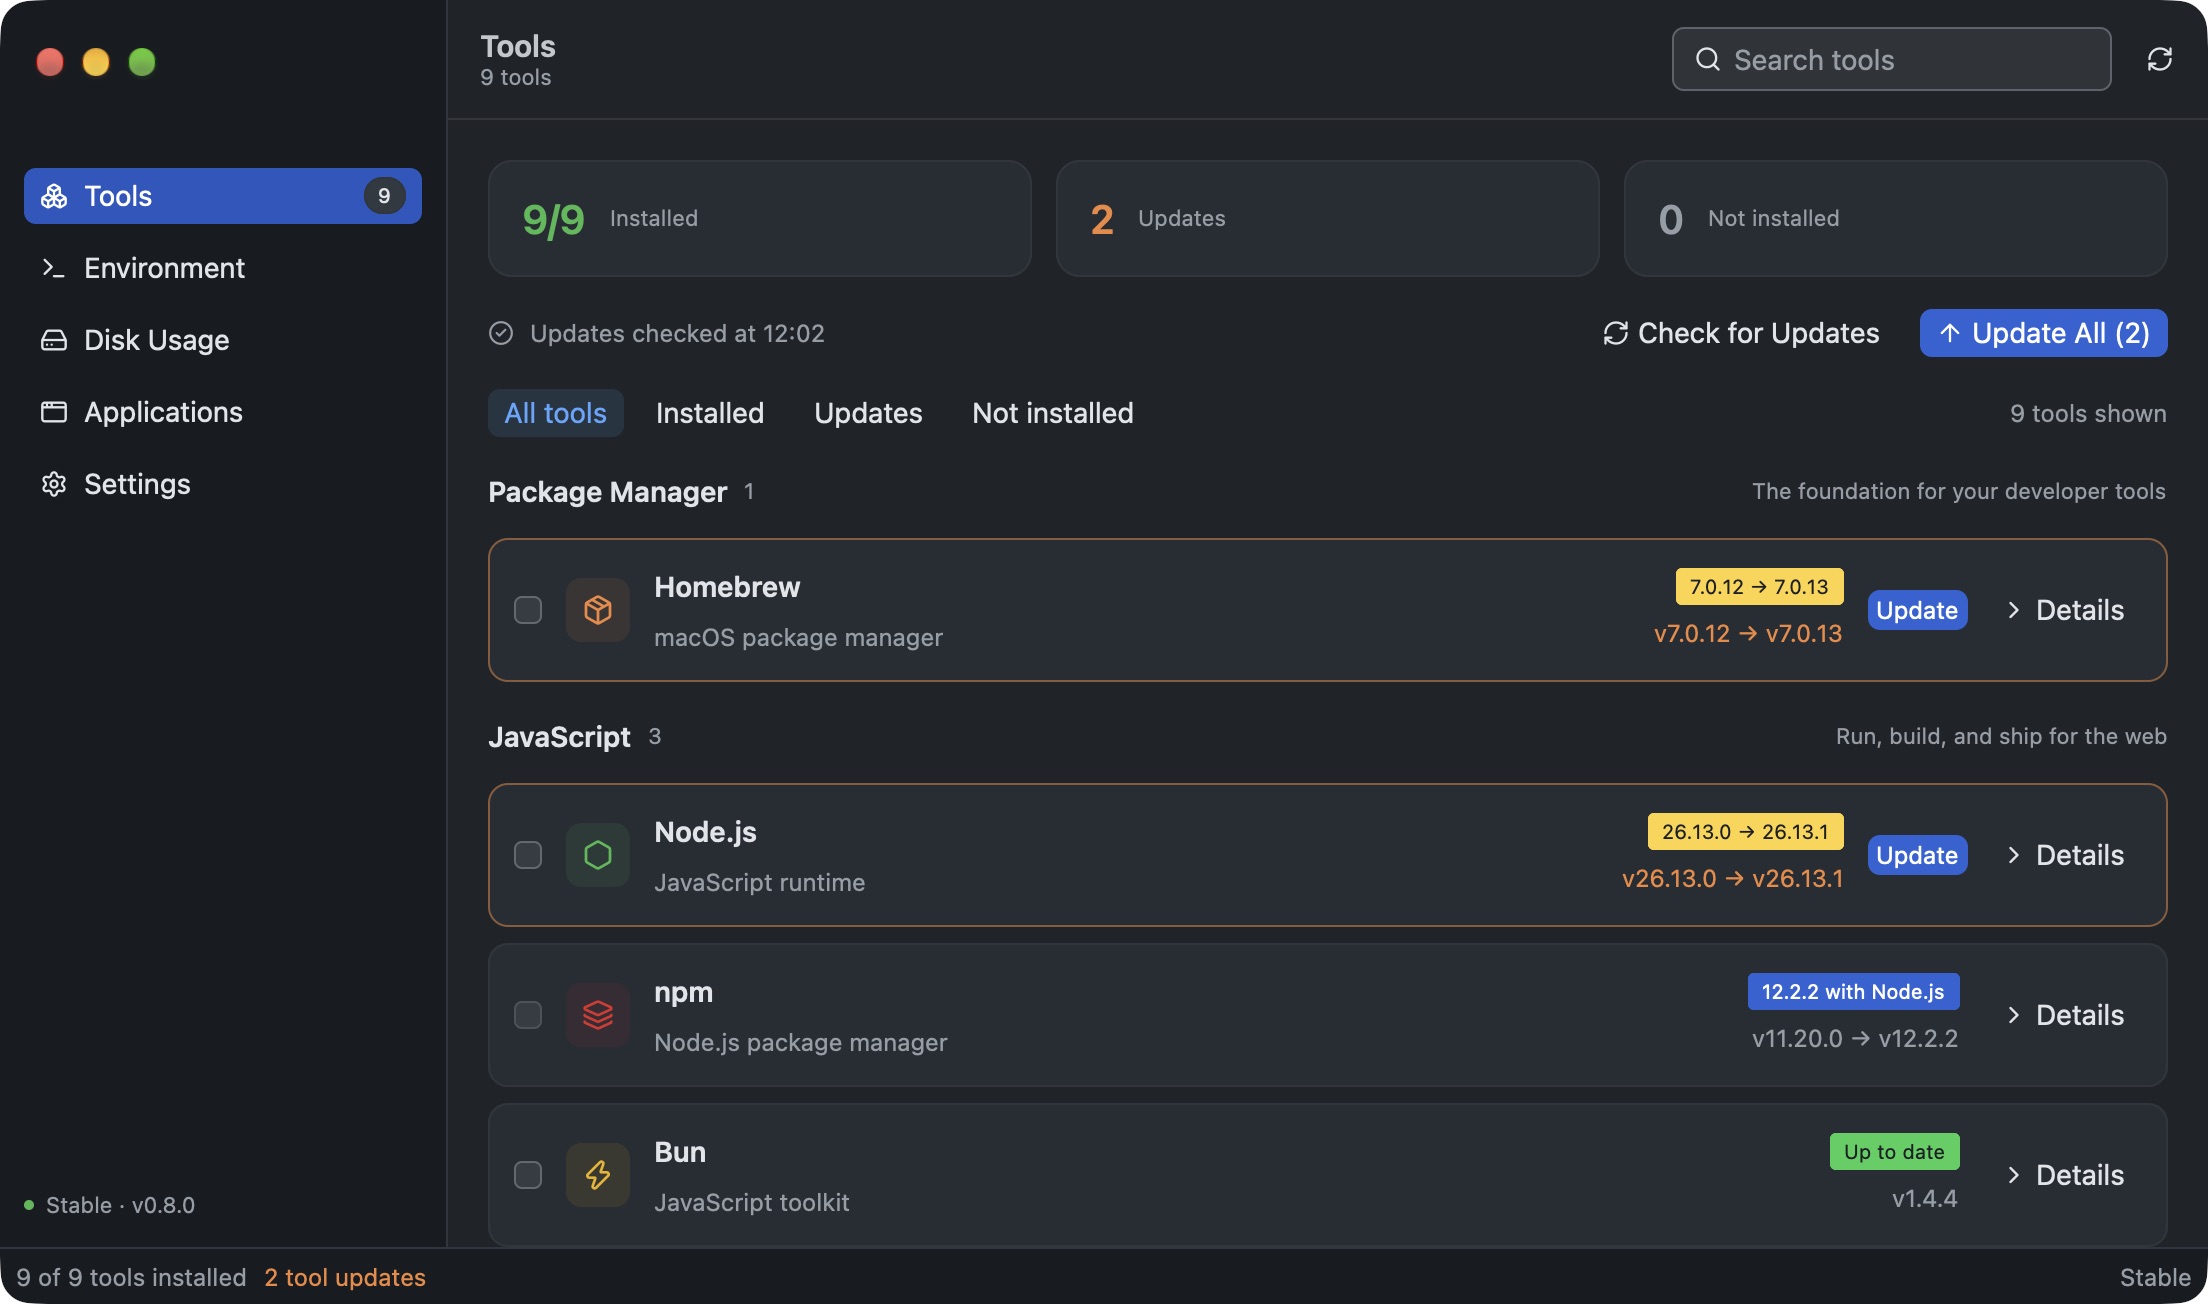 Tools
9 tools
Search tools
Tools 9
Environment
Disk Usage
Applications
Settings
Stable · v0.8.0
9/9 Installed
2 Updates
0 Not installed
Updates checked at 12:02
Check for Updates
Update All (2)
All tools
Installed
Updates
Not installed
9 tools shown
Package Manager 1
The foundation for your developer tools
Homebrew
macOS package manager
7.0.12 → 7.0.13
v7.0.12 → v7.0.13
Update
Details
JavaScript 3
Run, build, and ship for the web
Node.js
JavaScript runtime
26.13.0 → 26.13.1
v26.13.0 → v26.13.1
Update
Details
npm
Node.js package manager
12.2.2 with Node.js
v11.20.0 → v12.2.2
Details
Bun
JavaScript toolkit
Up to date
v1.4.4
Details
9 of 9 tools installed 2 tool updates
Stable